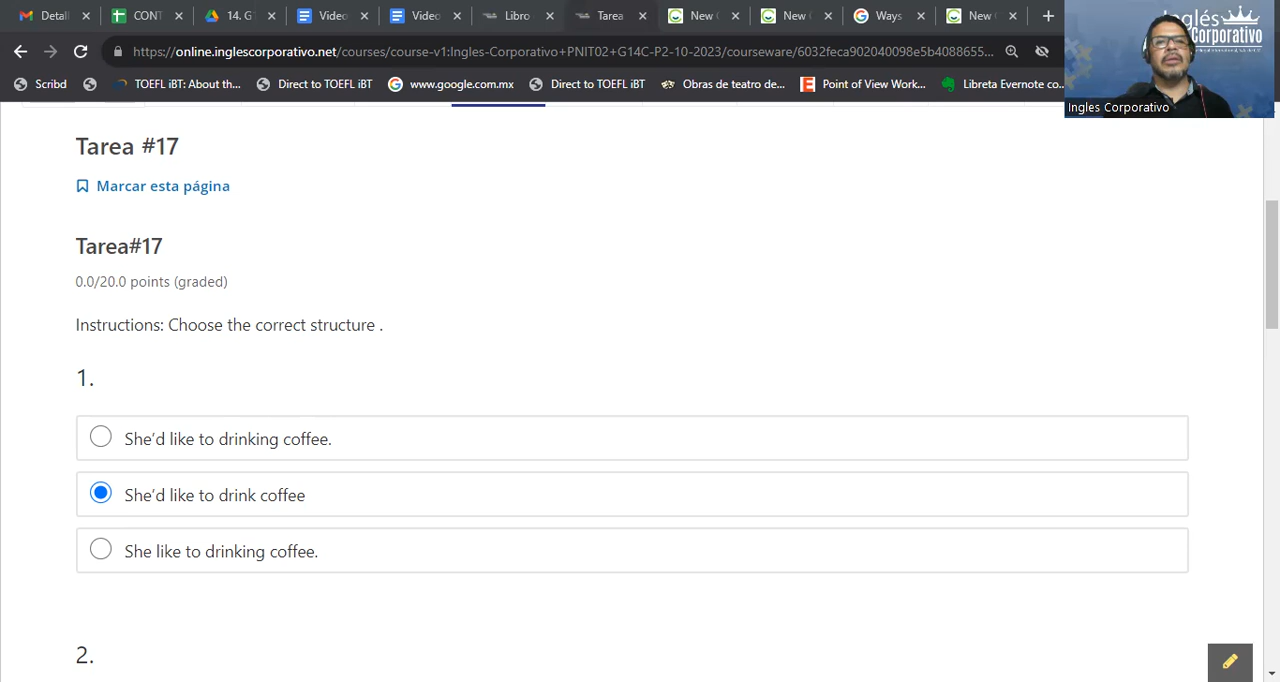 Detall
CONT
14. G
Video
Video
Libro
Tarea
New
New
Ways
New
https://online.inglescorporativo.net/courses/course-v1:Ingles-Corporativo+PNIT02+G14C-P2-10-2023/courseware/6032feca902040098e5b4088655...
Scribd
TOEFL iBT: About th...
Direct to TOEFL iBT
www.google.com.mx
Direct to TOEFL iBT
Obras de teatro de...
Point of View Work...
Libreta Evernote co...
Inglés
Corporativo
Ingles Corporativo
Tarea #17
Marcar esta página
Tarea#17
0.0/20.0 points (graded)
Instructions: Choose the correct structure .
1.
She'd like to drinking coffee.
She'd like to drink coffee
She like to drinking coffee.
2.